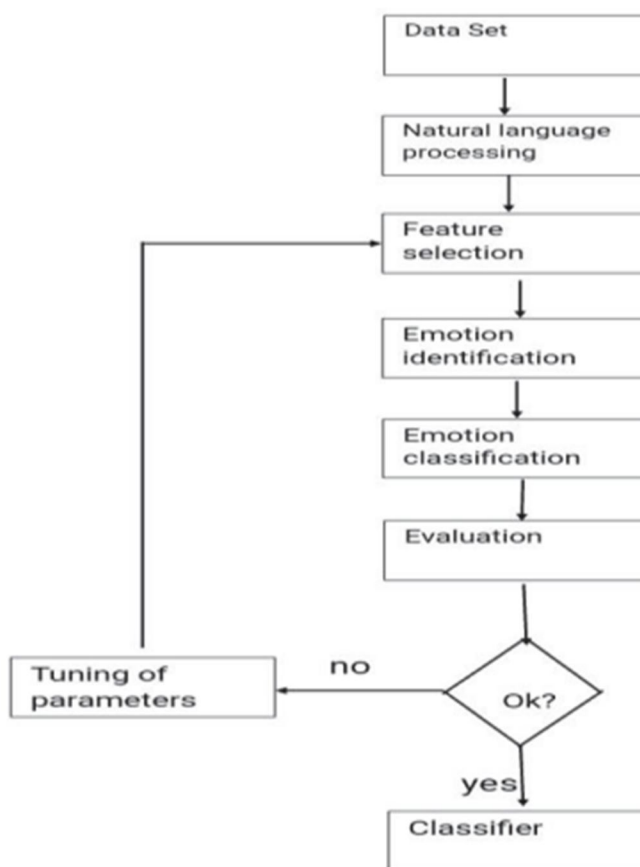 Data Set
Natural language
processing
Feature
selection
Emotion
identification
Emotion
classification
Evaluation
no
Tuning of
parameters
Ok?
yes
Classifier